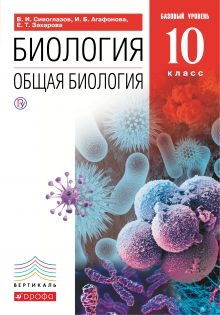 В. И. Сивоглазов, И. Б. Агафонова,
Е. Т. Захарова
БАЗОВЫЙ УРОВЕНЬ
БИОЛОГИЯ
ОБЩАЯ БИОЛОГИЯ
10
КЛАСС
ВЕРТИКАЛЬ
дрофа